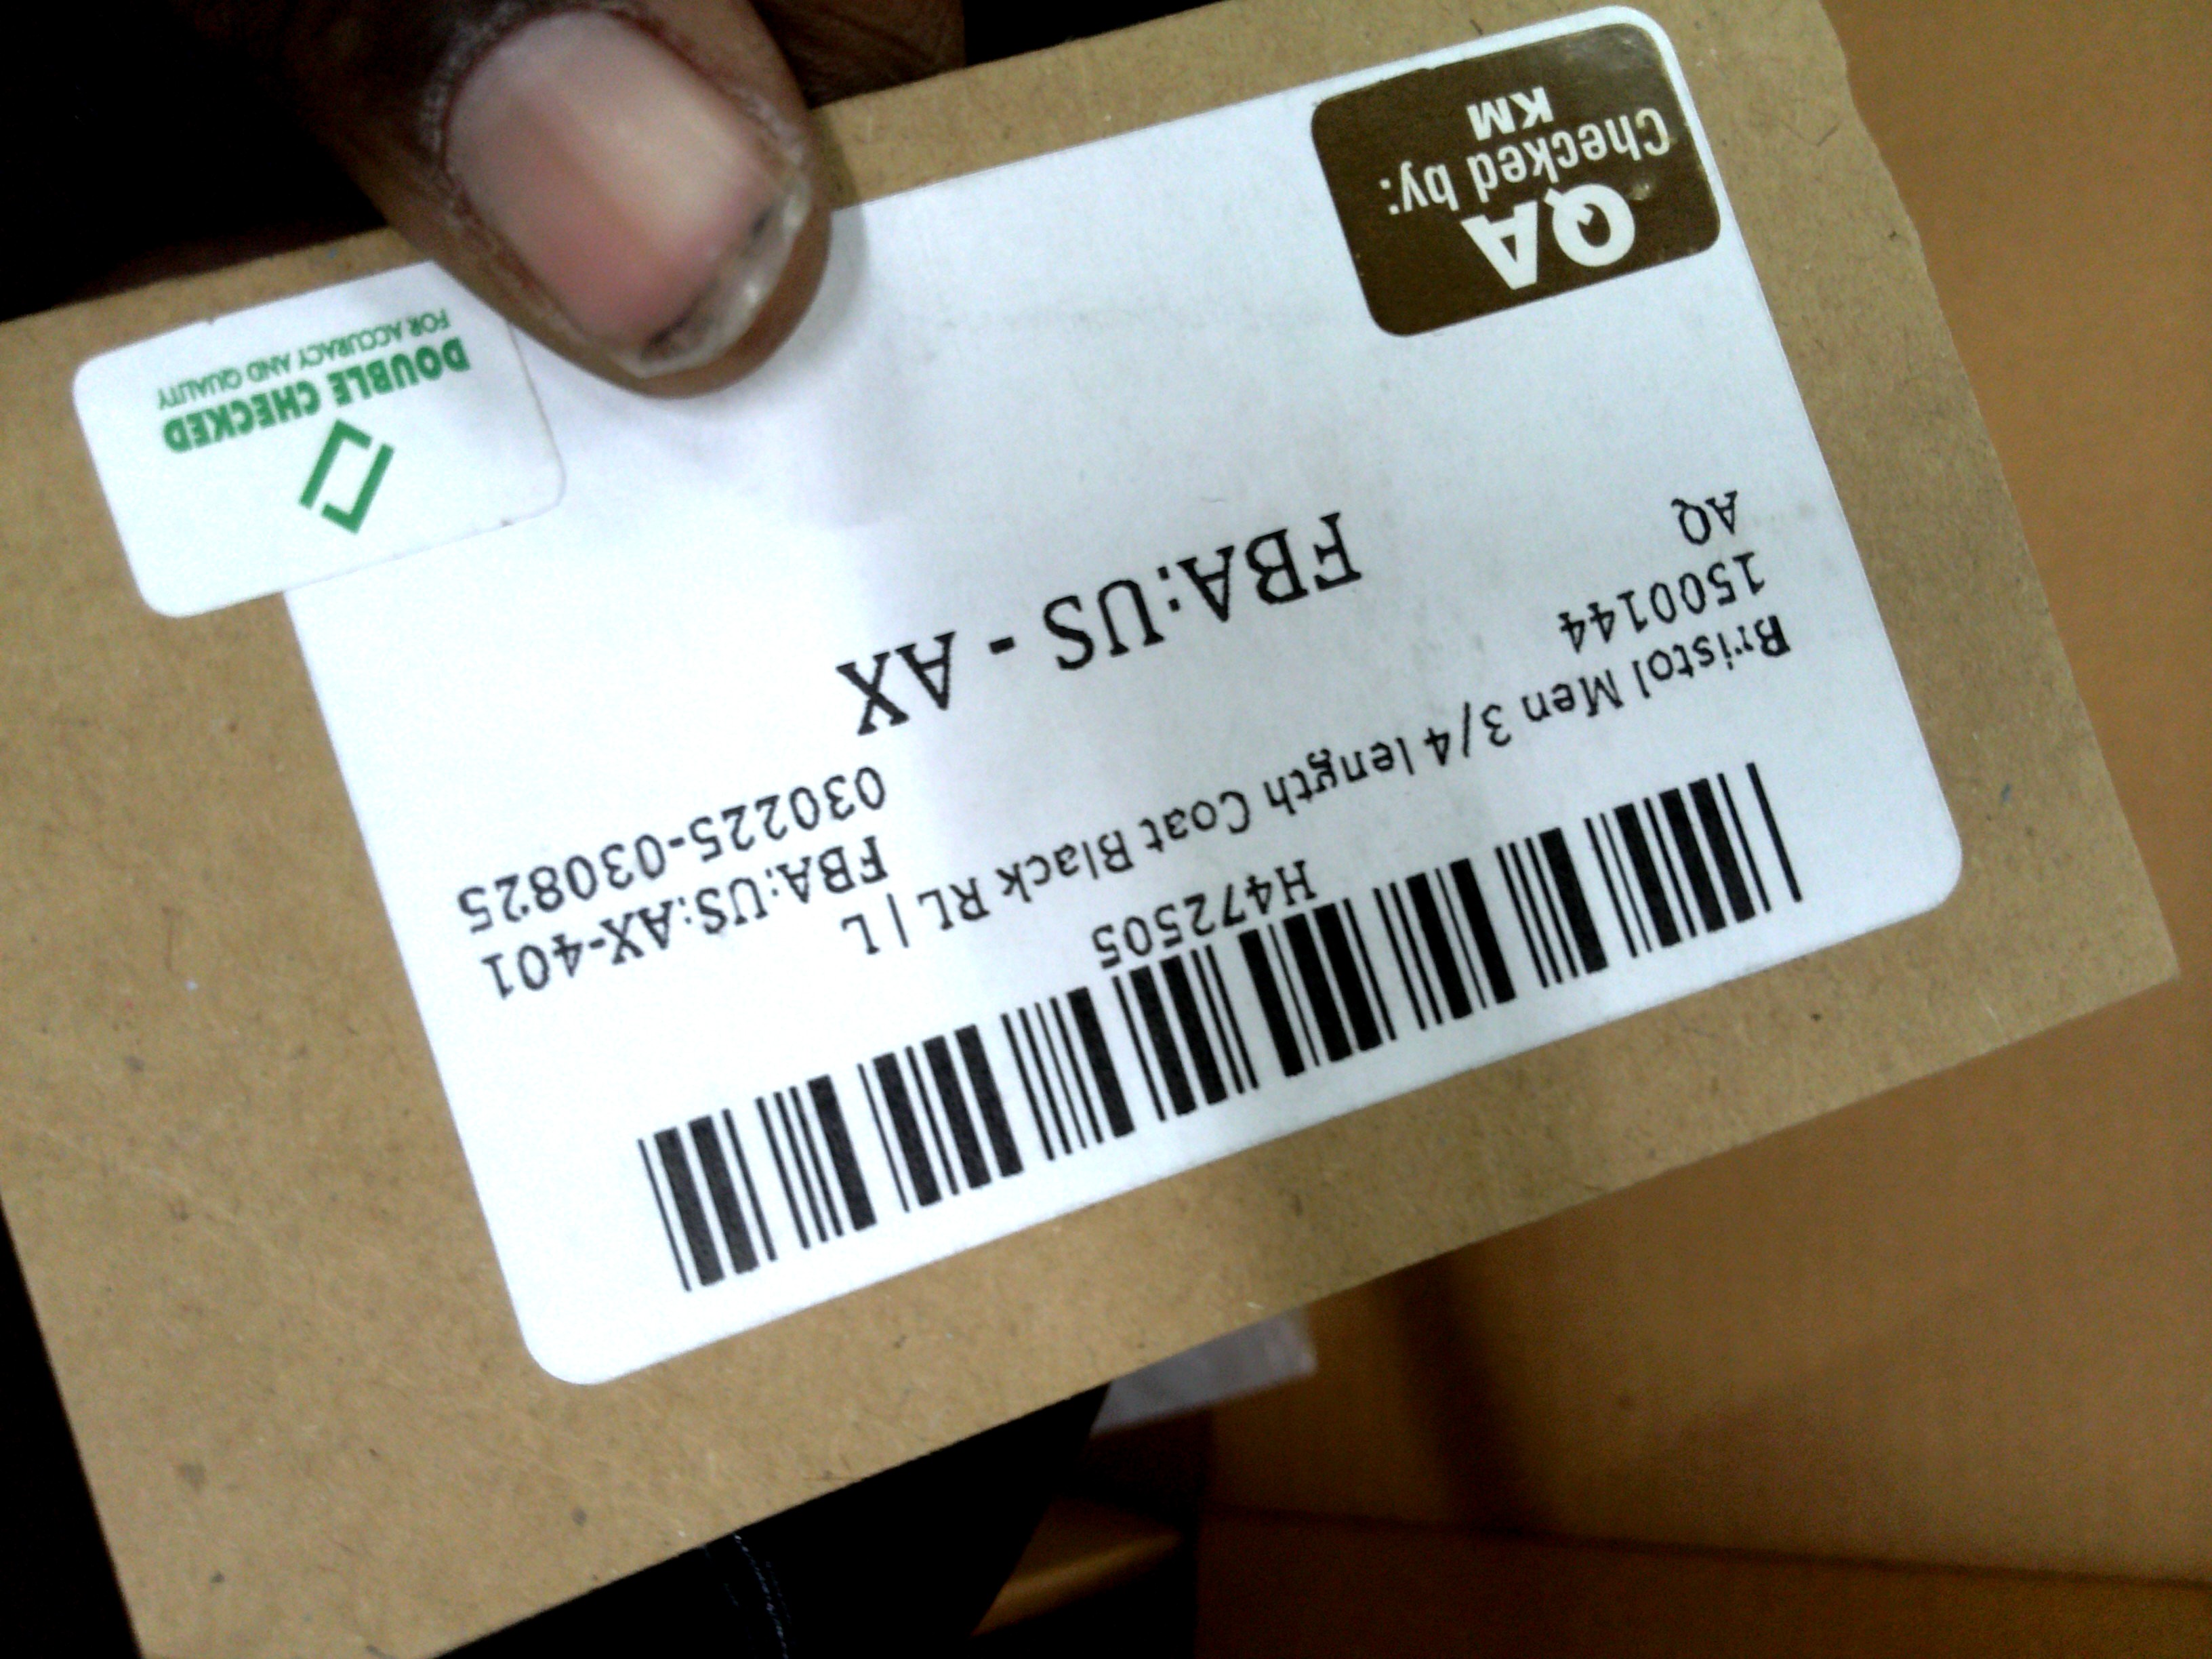 H472505
Bristol Men 3/4 length Coat Black RL | L
1500144
AQ
FBA:US:AX-401
030225-030825
FBA:US - AX
QA
Checked by:
KM
DOUBLE CHECKED
FOR ACCURACY AND QUALITY